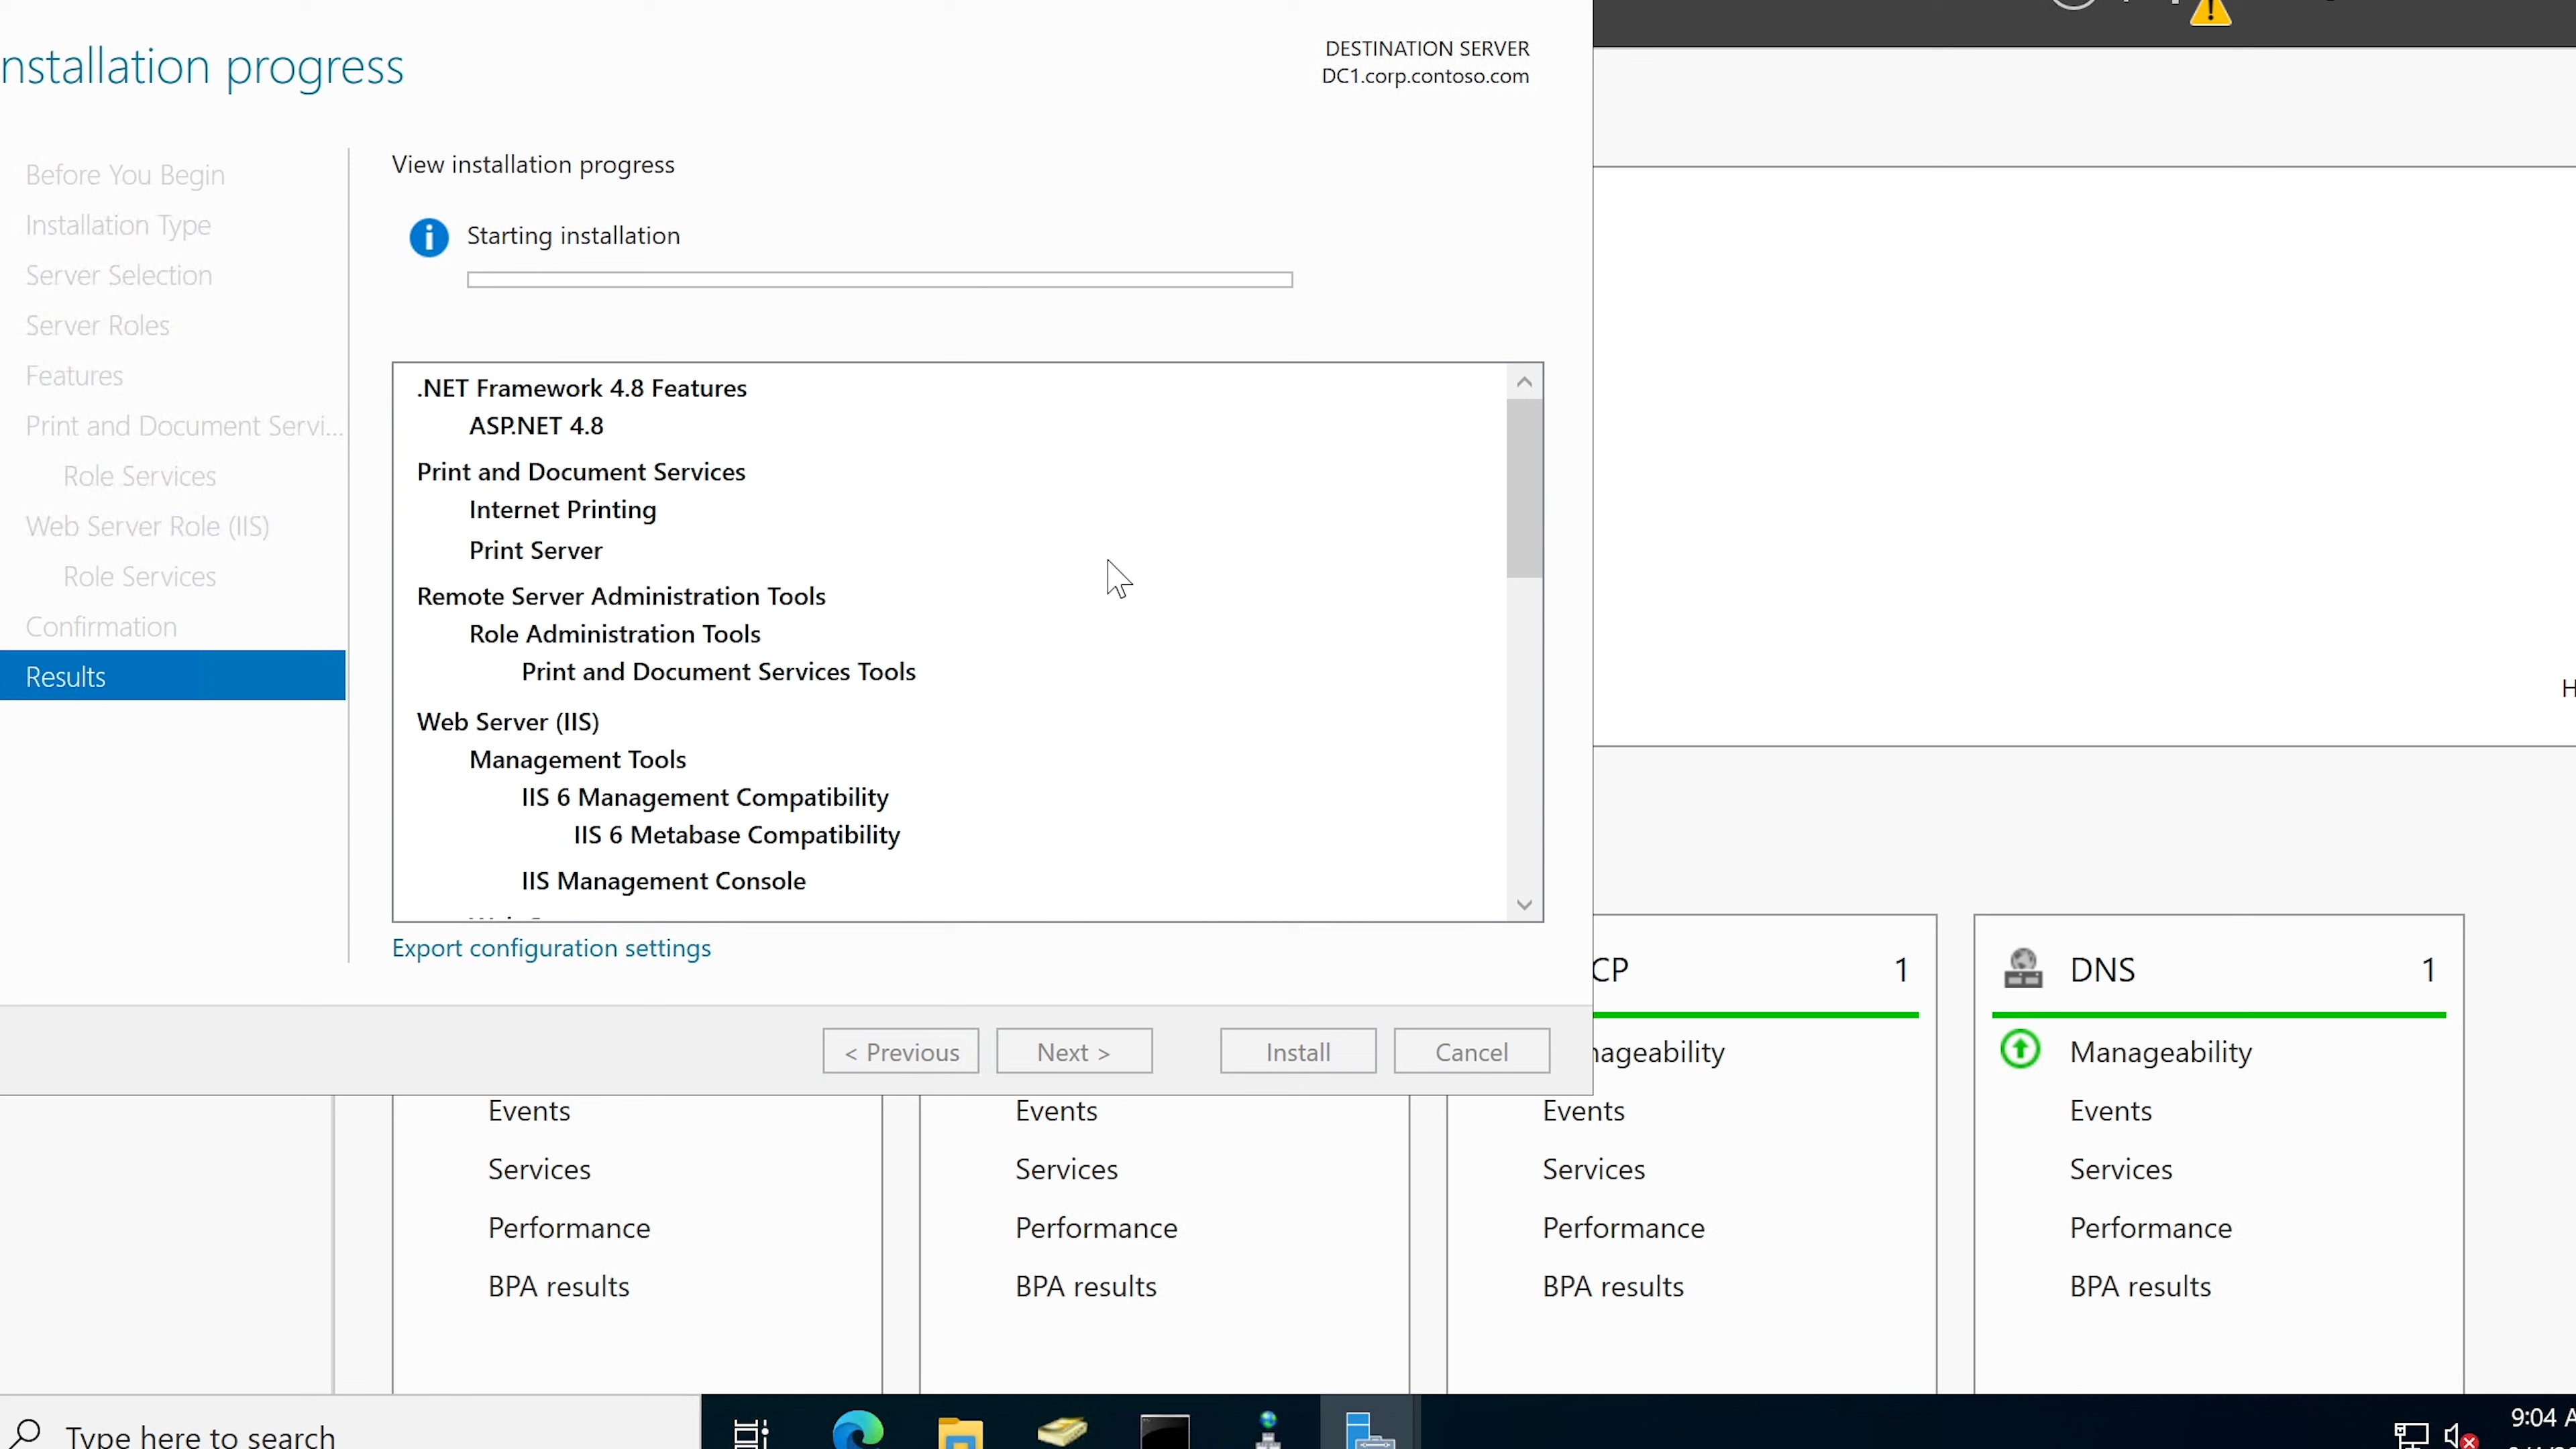 nstallation progress
DESTINATION SERVER
DC1.corp.contoso.com
Before You Begin
Installation Type
Server Selection
Server Roles
Features
Print and Document Servi...
Role Services
Web Server Role (IIS)
Role Services
Confirmation
Results
View installation progress
Starting installation
.NET Framework 4.8 Features
ASP.NET 4.8
Print and Document Services
Internet Printing
Print Server
Remote Server Administration Tools
Role Administration Tools
Print and Document Services Tools
Web Server (IIS)
Management Tools
IIS 6 Management Compatibility
IIS 6 Metabase Compatibility
IIS Management Console
Export configuration settings
< Previous
Next >
Install
Cancel
H
CP 1
nageability
Events
Services
Performance
BPA results
DNS 1
Manageability
Events
Services
Performance
BPA results
Events
Services
Performance
BPA results
Events
Services
Performance
BPA results
Type here to search
9:04 A